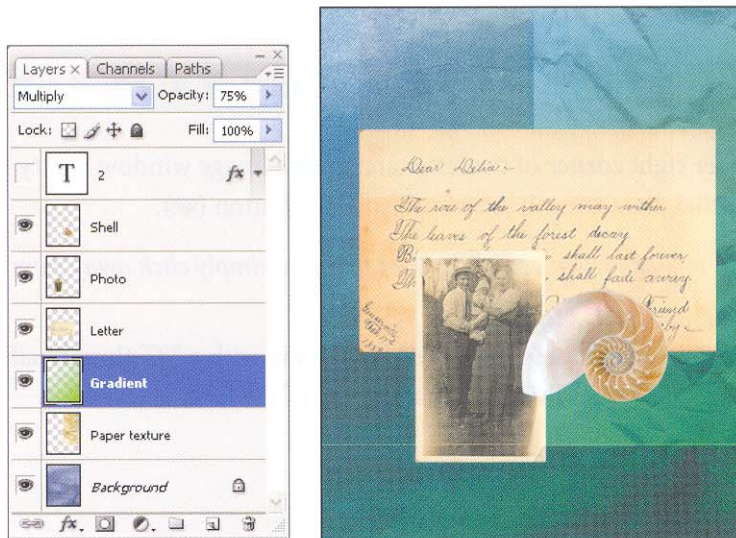 Layers × Channels Paths
Multiply Opacity: 75%
Lock: Fill: 100%
T 2 fx
Shell
Photo
Letter
Gradient
Paper texture
Background
fx.
Dear Delia-
The rose of the valley may wither
The leaves of the forest decay
shall last forever
shall fade away
Friend